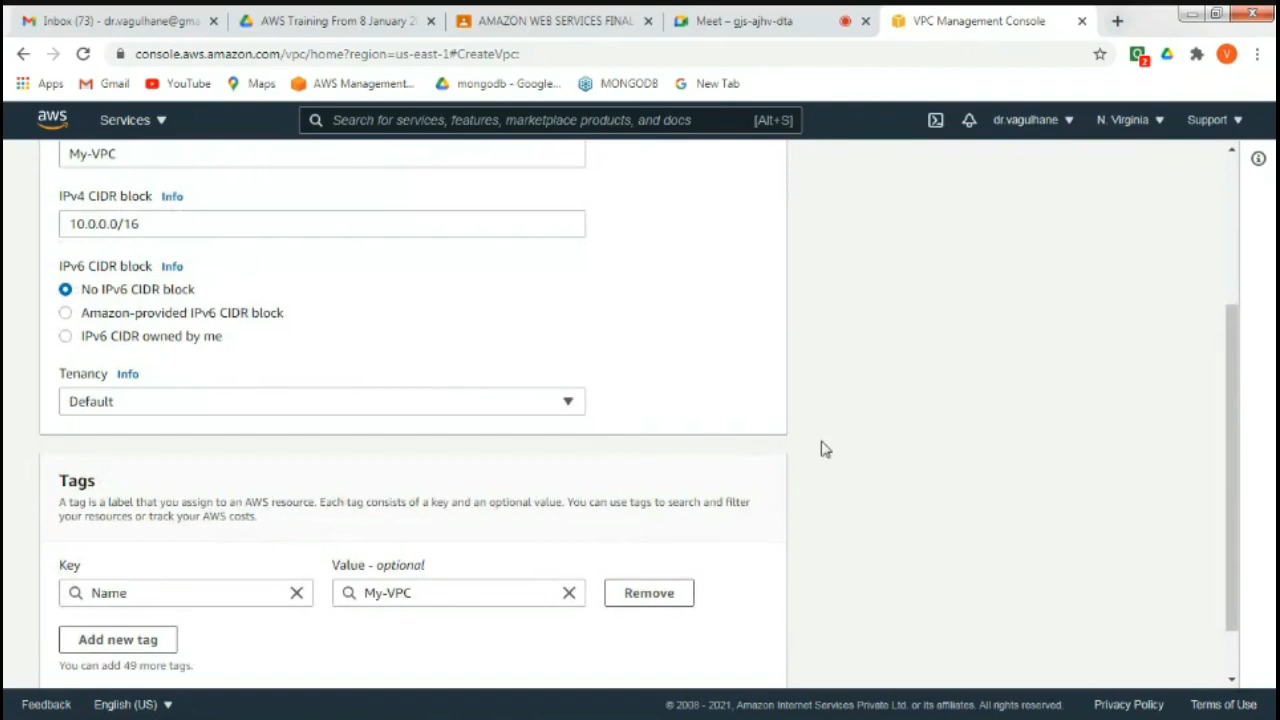 Inbox (73) - dr.vagulhane@gma
AWS Training From 8 January 2
AMAZON WEB SERVICES FINAL
Meet – gjs-ajhv-dta
VPC Management Console
console.aws.amazon.com/vpc/home?region=us-east-1#CreateVpc:
2
V
Apps
Gmail
YouTube
Maps
AWS Management...
mongodb - Google...
MONGODB
New Tab
aws
Services
Search for services, features, marketplace products, and docs
[Alt+S]
dr.vagulhane
N. Virginia
Support
My-VPC
IPv4 CIDR block Info
10.0.0.0/16
IPv6 CIDR block Info
No IPv6 CIDR block
Amazon-provided IPv6 CIDR block
IPv6 CIDR owned by me
Tenancy Info
Default
Tags
A tag is a label that you assign to an AWS resource. Each tag consists of a key and an optional value. You can use tags to search and filter
your resources or track your AWS costs.
Key
Value - optional
Name
My-VPC
Remove
Add new tag
You can add 49 more tags.
Feedback
English (US)
© 2008 - 2021, Amazon Internet Services Private Ltd. or its affiliates. All rights reserved.
Privacy Policy
Terms of Use